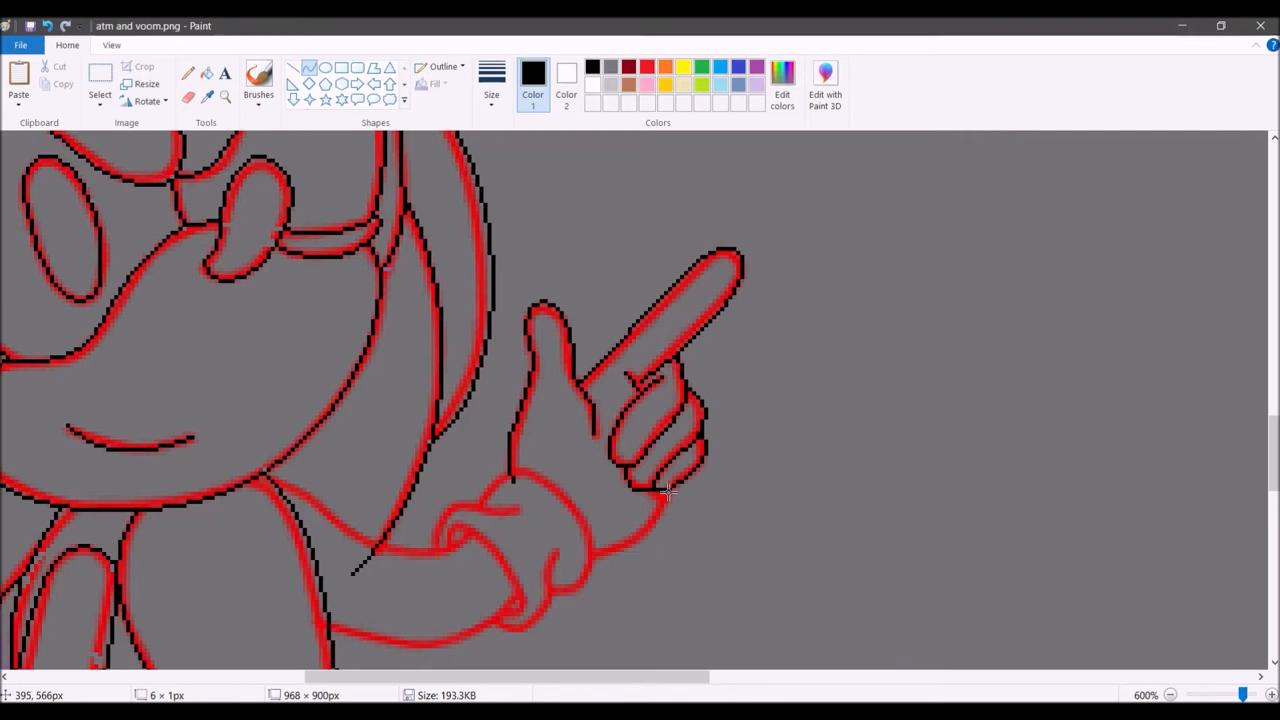 atm and voom.png - Paint
File Home View
Paste
Cut
Copy
Clipboard
Select
Crop
Resize
Rotate
Image
A
Tools
Brushes
Outline
Fill
Shapes
Size
Color 1
Color 2
Edit colors
Edit with Paint 3D
Colors
395, 566px
6 × 1px
968 × 900px
Size: 193.3KB
600%